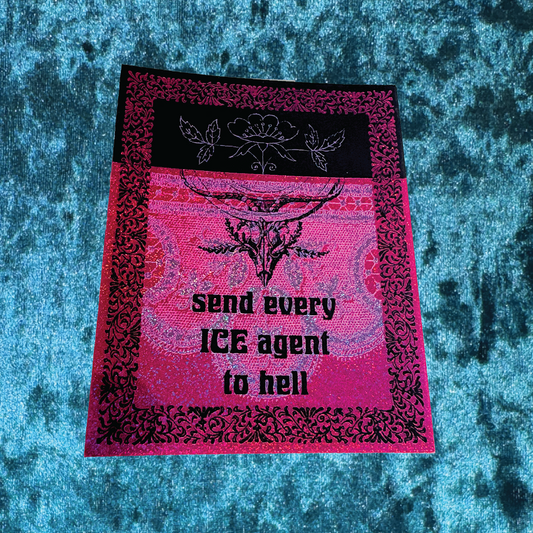 send every
ICE agent
to hell